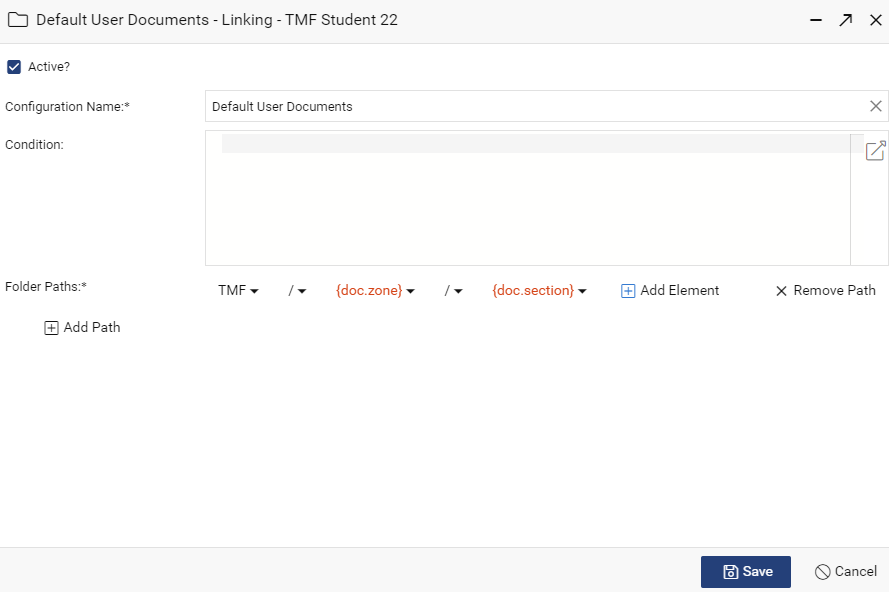 Default User Documents - Linking - TMF Student 22
Active?
Configuration Name:* Default User Documents
Condition:
Folder Paths:* TMF / {doc.zone} / {doc.section} Add Element Remove Path
Add Path
Save Cancel